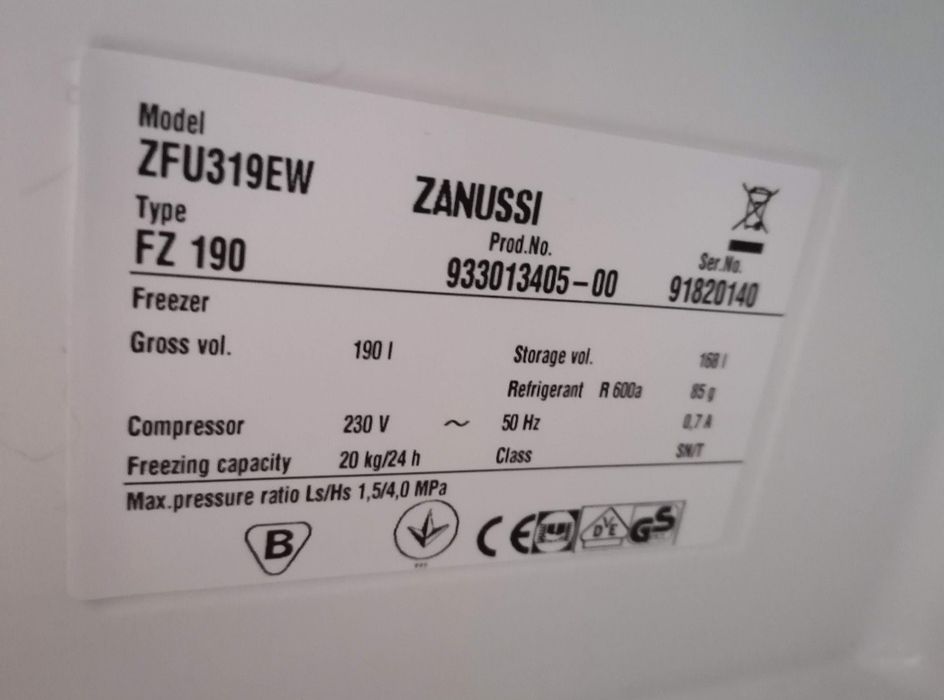 Model
ZFU319EW
ZANUSSI
Type
FZ 190
Prod.No.
933013405-00
Ser.No.
91820140
Freezer
Gross vol. 190 l Storage vol. 168 l
Refrigerant R 600a 85 g
Compressor 230 V ~ 50 Hz 0,7 A
Freezing capacity 20 kg/24 h Class SN/T
Max.pressure ratio Ls/Hs 1,5/4,0 MPa
B CE DVE GS